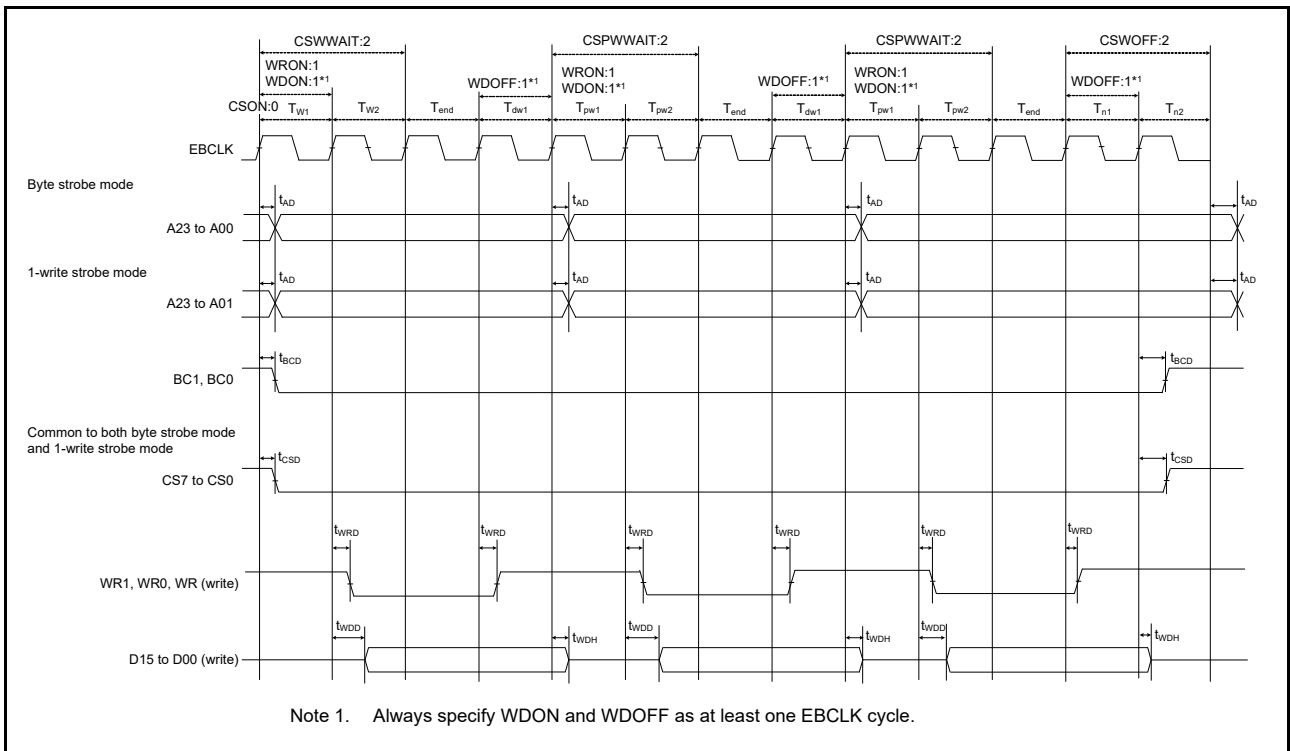 CSWWAIT:2 CSPWWAIT:2 CSPWWAIT:2 CSWOFF:2
WRON:1 WRON:1 WRON:1
WDON:1*1 WDOFF:1*1 WDON:1*1 WDOFF:1*1 WDON:1*1 WDOFF:1*1
CSON:0 TW1 TW2 Tend Tdw1 Tpw1 Tpw2 Tend Tdw1 Tpw1 Tpw2 Tend Tn1 Tn2
EBCLK
Byte strobe mode
tAD tAD tAD tAD
A23 to A00
1-write strobe mode
tAD tAD tAD tAD
A23 to A01
tBCD tBCD
BC1, BC0
Common to both byte strobe mode
and 1-write strobe mode
tCSD tCSD
CS7 to CS0
tWRD tWRD tWRD tWRD tWRD tWRD
WR1, WR0, WR (write)
tWDD tWDH tWDD tWDH tWDD tWDH
D15 to D00 (write)
Note 1. Always specify WDON and WDOFF as at least one EBCLK cycle.